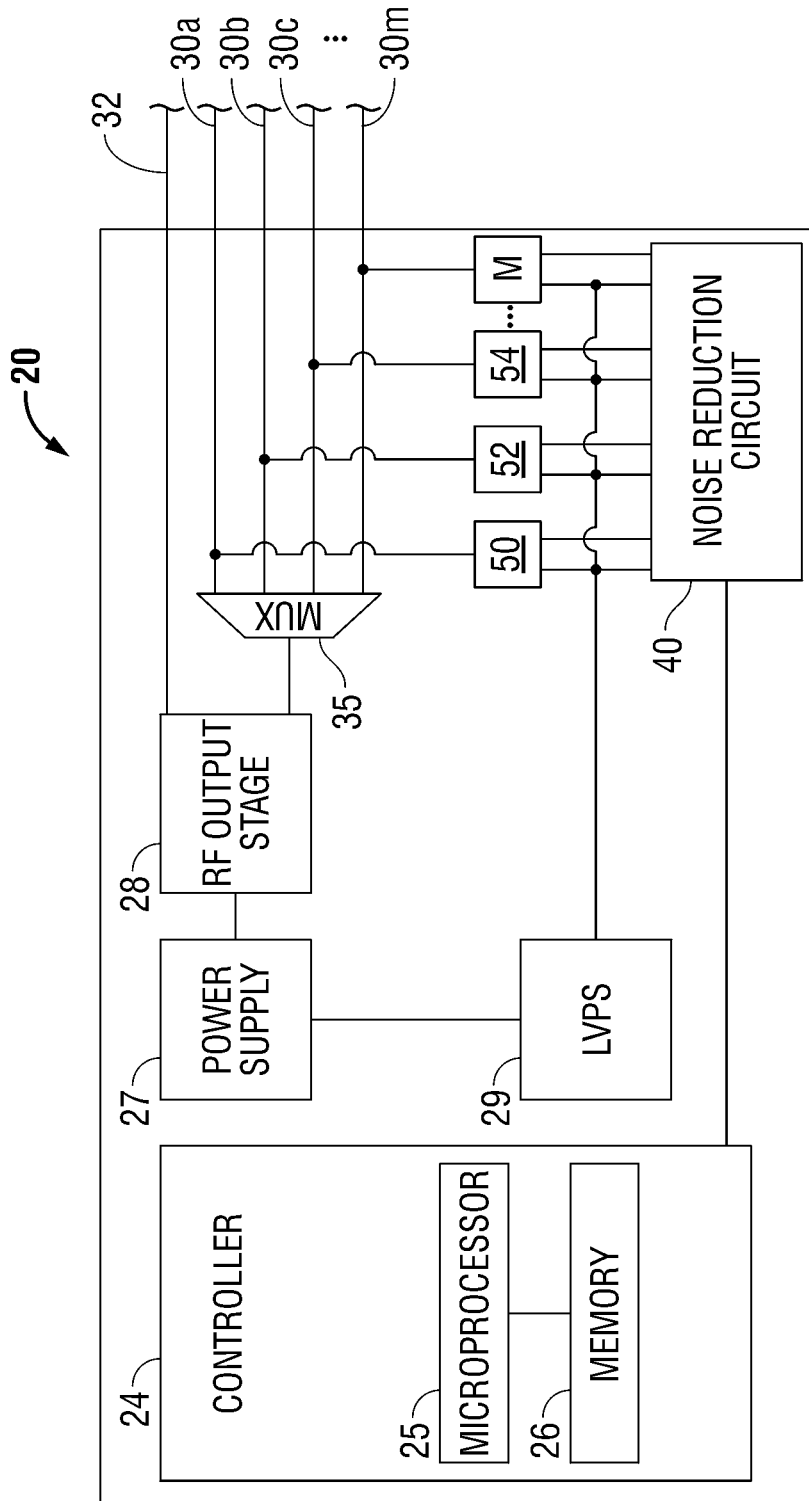 20
32
30a
30b
30c
...
30m
28
RF OUTPUT
STAGE
MUX
35
27
POWER
SUPPLY
29
LVPS
50
52
54
....
M
40
NOISE REDUCTION
CIRCUIT
24
CONTROLLER
25
MICROPROCESSOR
26
MEMORY